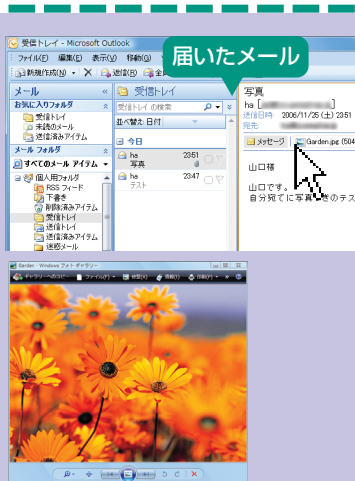 受信トレイ - Microsoft Outlook
届いたメール
ファイル(F) 編集(E) 表示(V) 移動(G)
新規作成(N) 送信(R)
メール «
お気に入りフォルダ
受信トレイ
未読のメール
送信済みアイテム
メール フォルダ
すべてのメール アイテム
個人用フォルダ
RSS フィード
下書き
削除済みアイテム
受信トレイ
送信トレイ
送信済みアイテム
迷惑メール
受信トレイ
受信トレイ の検索
並べ替え: 日付
今日
ha 23:51
写真
ha 23:47
テスト
写真
ha [
送信日時: 2006/11/25 (土) 23:51
宛先:
メッセージ Garden.jpg (504
山口様
山口です。
自分宛てに写真 きのテス
Garden - Windows フォト ギャラリー
ギャラリーへのコピー ファイル(F) 修整(X) 情報(I) 印刷(P)